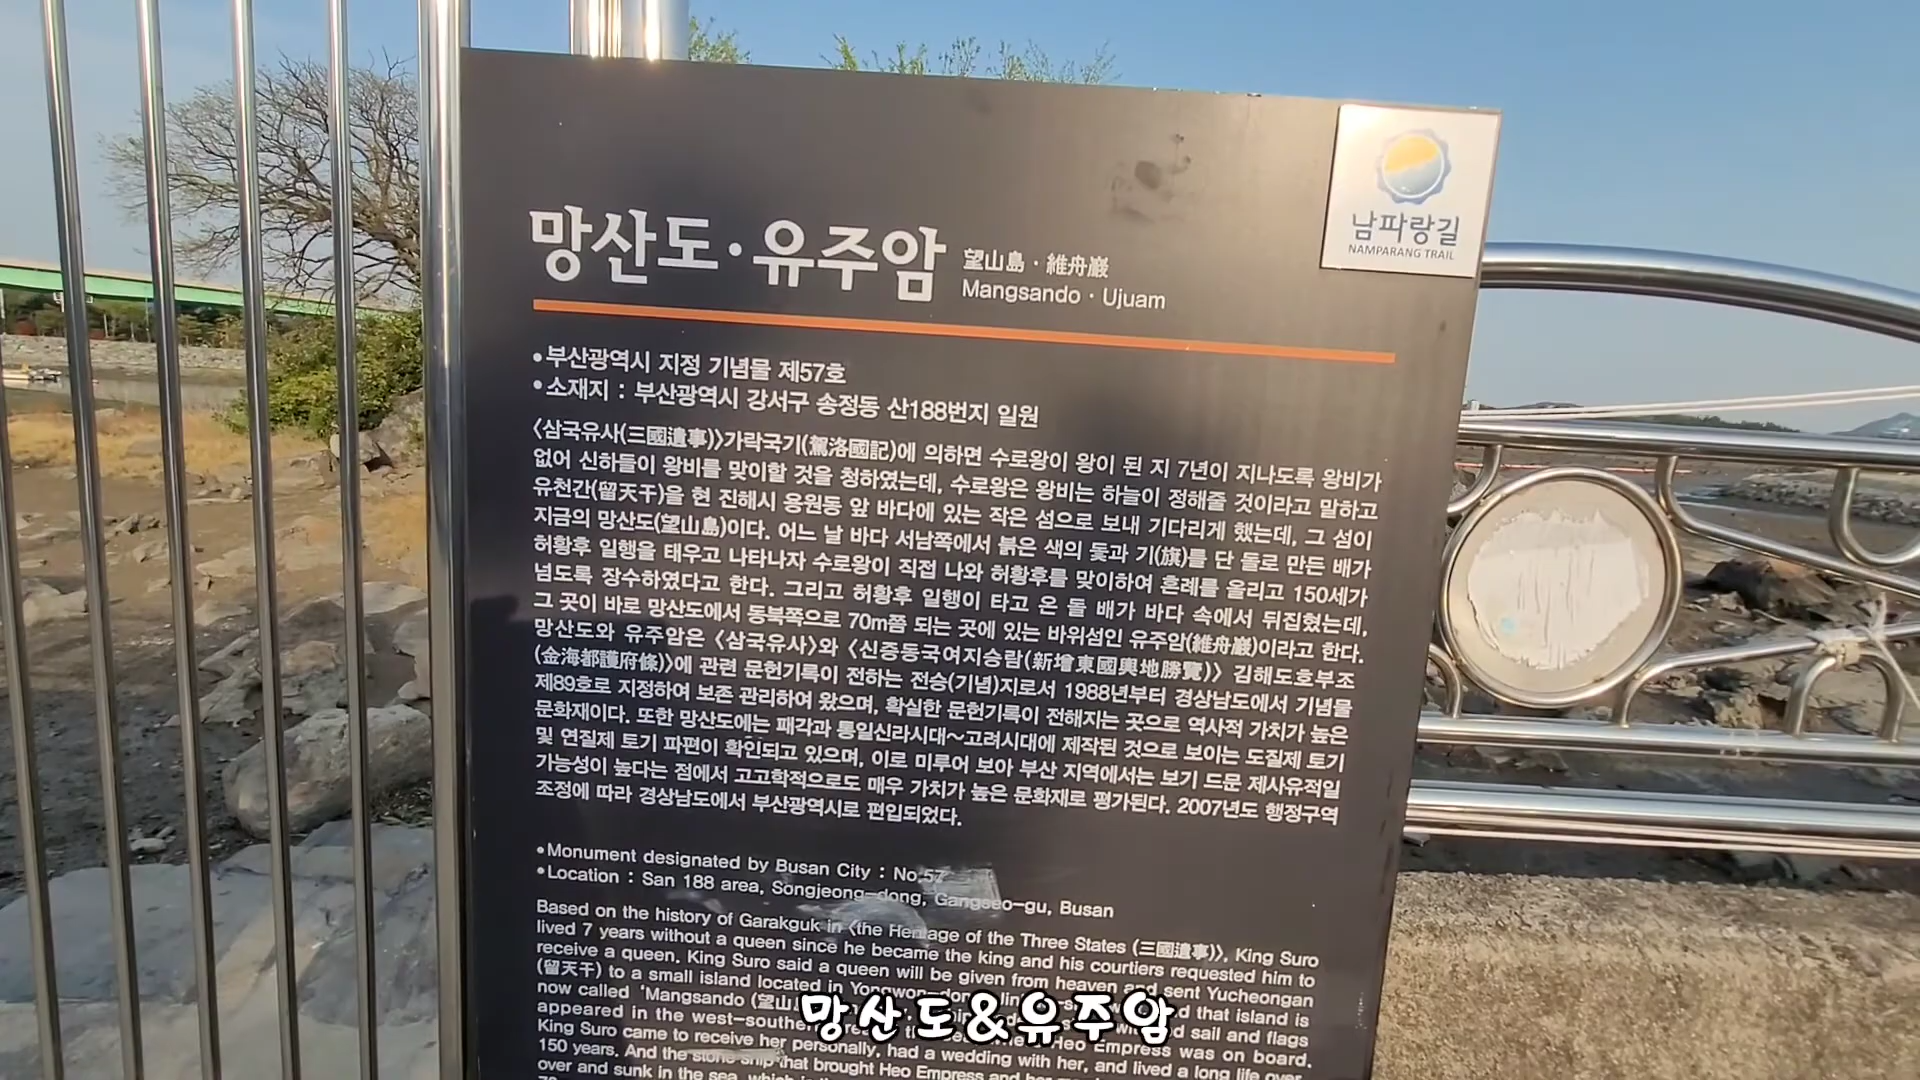 남파랑길
NAMPARANG TRAIL
망산도·유주암 望山島·維舟巖
Mangsando · Ujuam
•부산광역시 지정 기념물 제57호
•소재지 : 부산광역시 강서구 송정동 산188번지 일원
〈삼국유사(三國遺事)〉가락국기(駕洛國記)에 의하면 수로왕이 왕이 된 지 7년이 지나도록 왕비가
없어 신하들이 왕비를 맞이할 것을 청하였는데, 수로왕은 왕비는 하늘이 정해줄 것이라고 말하고
유천간(留天干)을 현 진해시 용원동 앞 바다에 있는 작은 섬으로 보내 기다리게 했는데, 그 섬이
지금의 망산도(望山島)이다. 어느 날 바다 서남쪽에서 붉은 색의 돛과 기(旗)를 단 돌로 만든 배가
허황후 일행을 태우고 나타나자 수로왕이 직접 나와 허황후를 맞이하여 혼례를 올리고 150세가
넘도록 장수하였다고 한다. 그리고 허황후 일행이 타고 온 돌 배가 바다 속에서 뒤집혔는데,
그 곳이 바로 망산도에서 동북쪽으로 70m쯤 되는 곳에 있는 바위섬인 유주암(維舟巖)이라고 한다.
망산도와 유주암은 〈삼국유사〉와 〈신증동국여지승람(新增東國輿地勝覽)〉 김해도호부조
(金海都護府條)〉에 관련 문헌기록이 전하는 전승(기념)지로서 1988년부터 경상남도에서 기념물
제89호로 지정하여 보존 관리하여 왔으며, 확실한 문헌기록이 전해지는 곳으로 역사적 가치가 높은
문화재이다. 또한 망산도에는 패각과 통일신라시대~고려시대에 제작된 것으로 보이는 도질제 토기
및 연질제 토기 파편이 확인되고 있으며, 이로 미루어 보아 부산 지역에서는 보기 드문 제사유적일
가능성이 높다는 점에서 고고학적으로도 매우 가치가 높은 문화재로 평가된다. 2007년도 행정구역
조정에 따라 경상남도에서 부산광역시로 편입되었다.
•Monument designated by Busan City : No.57
•Location : San 188 area, Songjeong-dong, Gangseo-gu, Busan
Based on the history of Garakguk in 〈the Heritage of the Three States (三國遺事)〉, King Suro
lived 7 years without a queen since he became the king and his courtiers requested him to
receive a queen. King Suro said a queen will be given from heaven and sent Yucheongan
(留天干) to a small island located in Yongwon-dong that island is
now called 'Mangsando (望山 sail and flags
appeared in the west-southern Heo Empress was on board.
King Suro came to receive her personally, had a wedding with her, and lived a long life over
150 years. And the stone ship that brought Heo Empress and her
over and sunk in the sea, which is
망산도&유주암